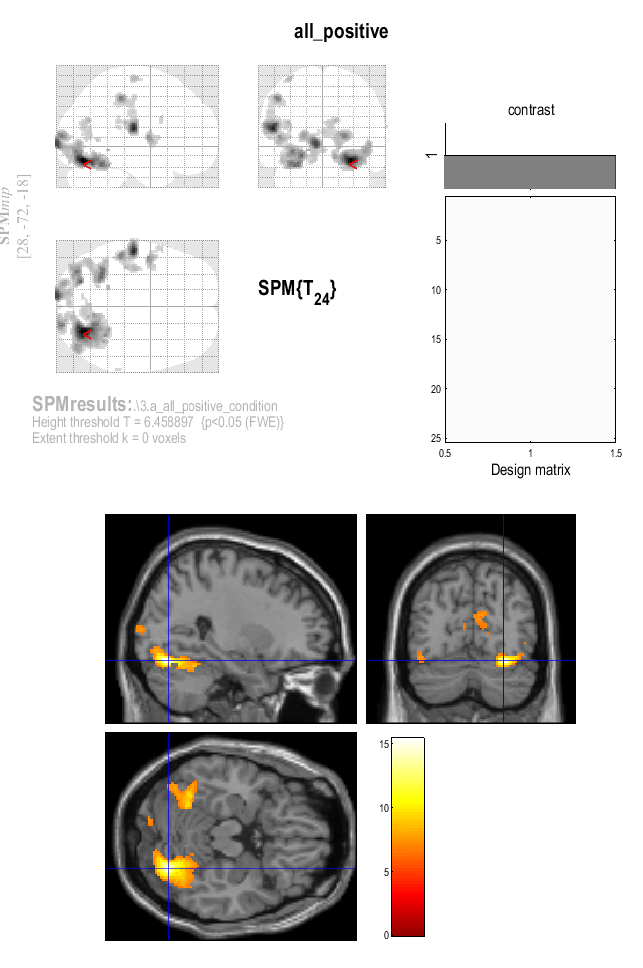 all_positive
contrast
1
SPMmip
[28, -72, -18]
5
10
15
20
25
0.5
1
1.5
Design matrix
SPM{T24}
<
<
<
SPMresults:.\3.a_all_positive_condition
Height threshold T = 6.458897 {p<0.05 (FWE)}
Extent threshold k = 0 voxels
15
10
5
0